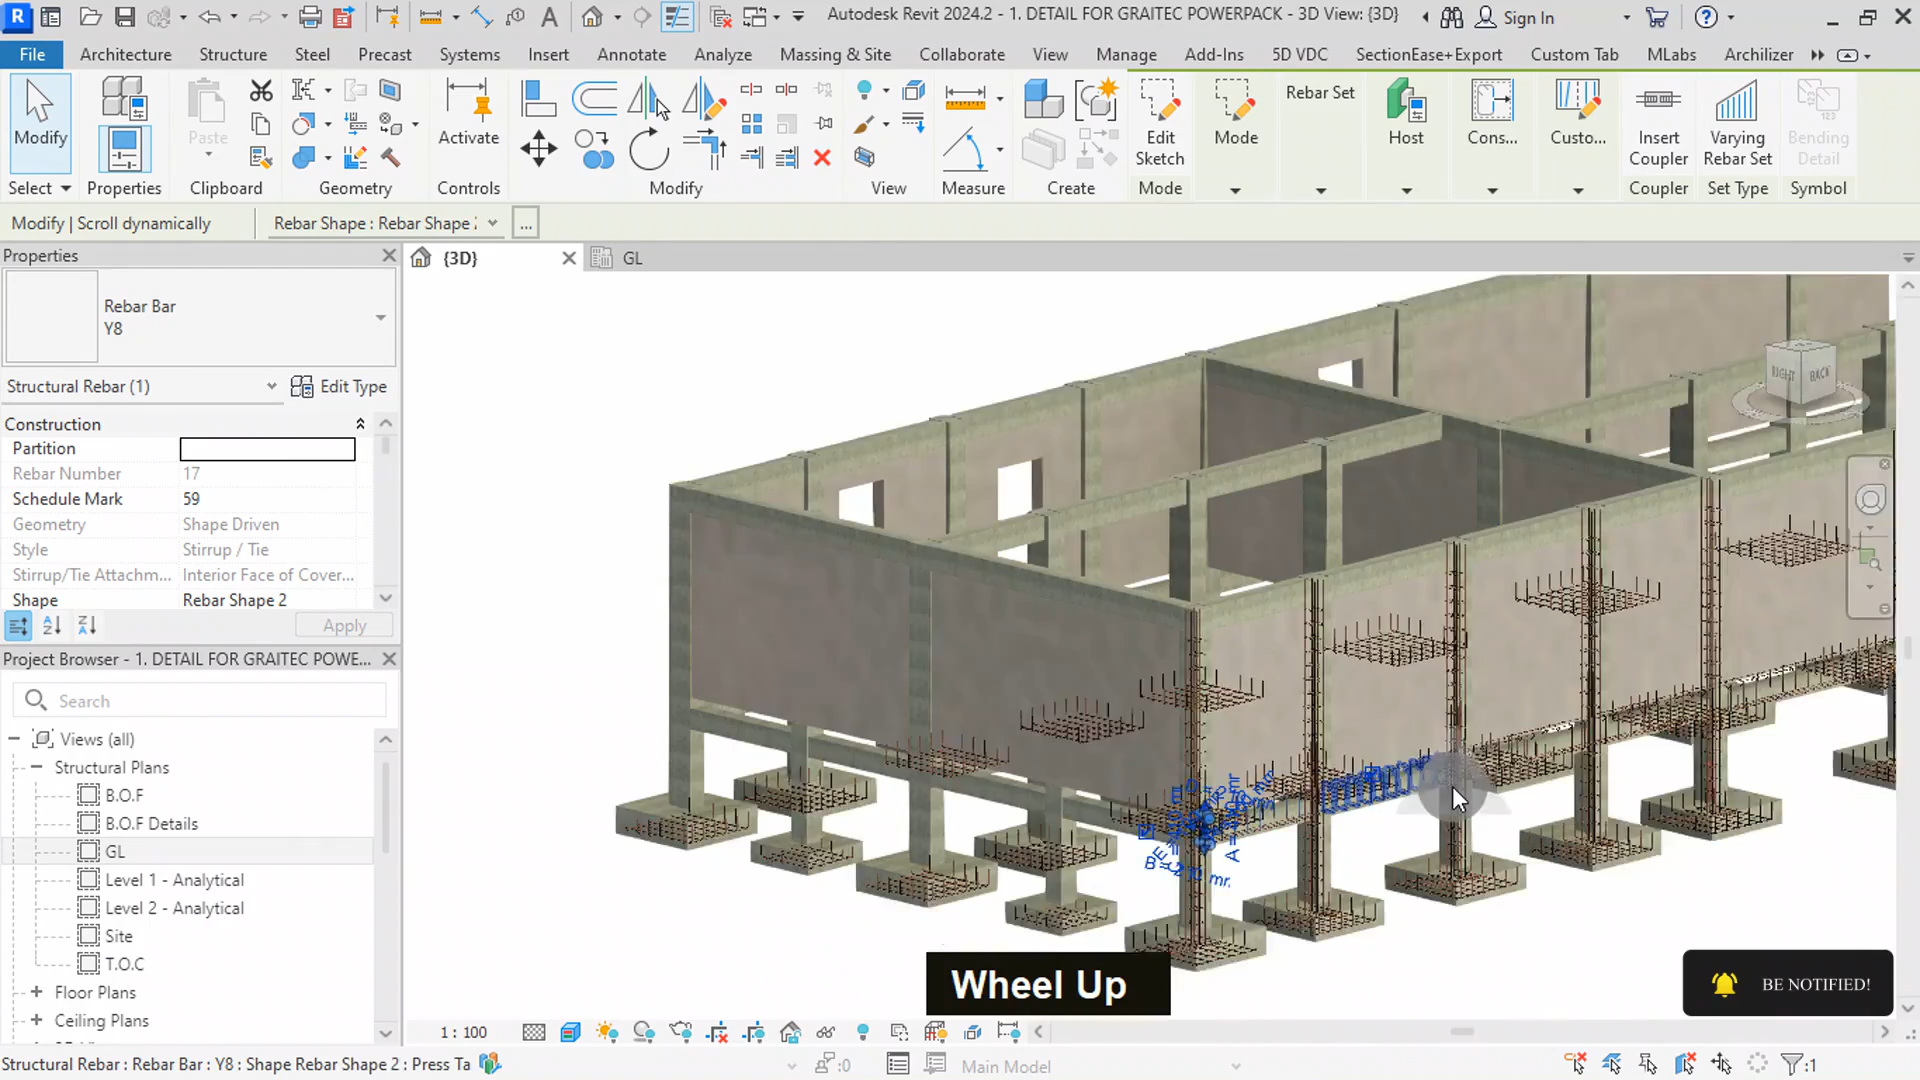 Autodesk Revit 2024.2 - 1. DETAIL FOR GRAITEC POWERPACK - 3D View: {3D}
Sign In
File Architecture Structure Steel Precast Systems Insert Annotate Analyze Massing & Site Collaborate View Manage Add-Ins 5D VDC SectionEase+Export Custom Tab MLabs Archilizer
Modify
Paste
Activate
Edit Sketch
Mode
Rebar Set
Host
Cons...
Custo...
Insert Coupler
Varying Rebar Set
Bending Detail
Select Properties Clipboard Geometry Controls Modify View Measure Create Mode Coupler Set Type Symbol
Modify | Scroll dynamically
Rebar Shape : Rebar Shape
...
Properties
{3D}
GL
Rebar Bar
Y8
Structural Rebar (1)
Edit Type
Construction
Partition
Rebar Number 17
Schedule Mark 59
Geometry Shape Driven
Style Stirrup / Tie
Stirrup/Tie Attachm... Interior Face of Cover...
Shape Rebar Shape 2
Apply
Project Browser - 1. DETAIL FOR GRAITEC POWE...
Search
Views (all)
Structural Plans
B.O.F
B.O.F Details
GL
Level 1 - Analytical
Level 2 - Analytical
Site
T.O.C
Floor Plans
Ceiling Plans
RIGHT
BACK
Wheel Up
BE NOTIFIED!
1 : 100
Structural Rebar : Rebar Bar : Y8 : Shape Rebar Shape 2 : Press Ta
:0
Main Model
:1